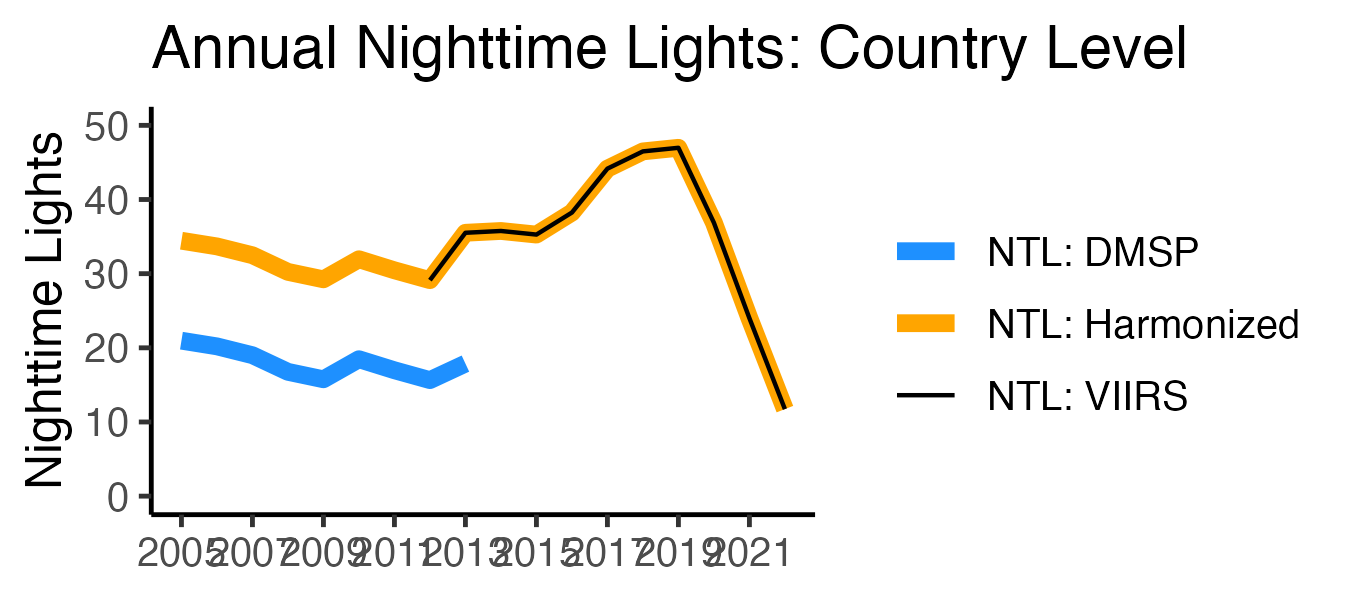 Annual Nighttime Lights: Country Level
Nighttime Lights
50
40
30
20
10
0
2005 2007 2009 2011 2013 2015 2017 2019 2021
NTL: DMSP
NTL: Harmonized
NTL: VIIRS